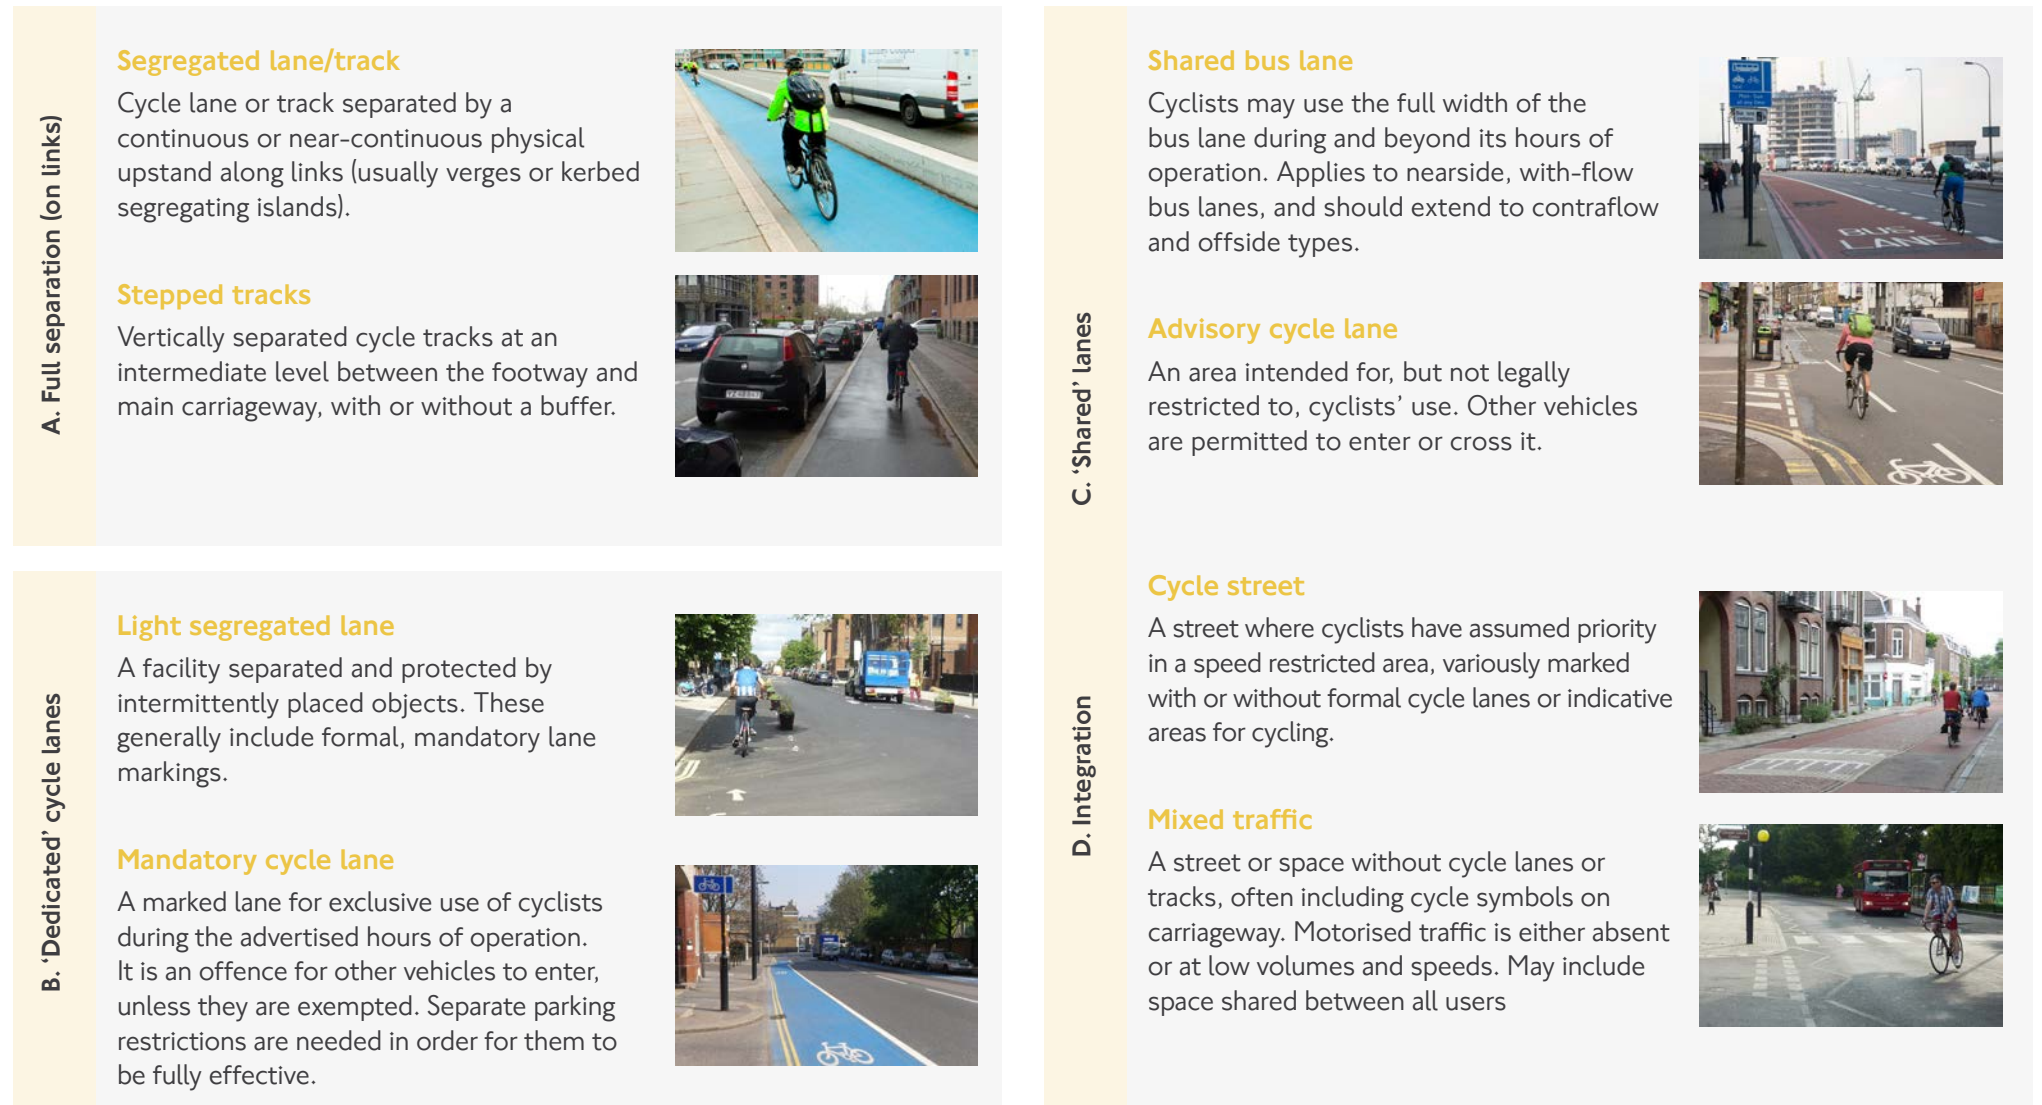 A. Full separation (on links)
Segregated lane/track
Cycle lane or track separated by a
continuous or near-continuous physical
upstand along links (usually verges or kerbed
segregating islands).
Stepped tracks
Vertically separated cycle tracks at an
intermediate level between the footway and
main carriageway, with or without a buffer.
B. ‘Dedicated’ cycle lanes
Light segregated lane
A facility separated and protected by
intermittently placed objects. These
generally include formal, mandatory lane
markings.
Mandatory cycle lane
A marked lane for exclusive use of cyclists
during the advertised hours of operation.
It is an offence for other vehicles to enter,
unless they are exempted. Separate parking
restrictions are needed in order for them to
be fully effective.
C. ‘Shared’ lanes
Shared bus lane
Cyclists may use the full width of the
bus lane during and beyond its hours of
operation. Applies to nearside, with-flow
bus lanes, and should extend to contraflow
and offside types.
BUS
LANE
Advisory cycle lane
An area intended for, but not legally
restricted to, cyclists’ use. Other vehicles
are permitted to enter or cross it.
D. Integration
Cycle street
A street where cyclists have assumed priority
in a speed restricted area, variously marked
with or without formal cycle lanes or indicative
areas for cycling.
Mixed traffic
A street or space without cycle lanes or
tracks, often including cycle symbols on
carriageway. Motorised traffic is either absent
or at low volumes and speeds. May include
space shared between all users